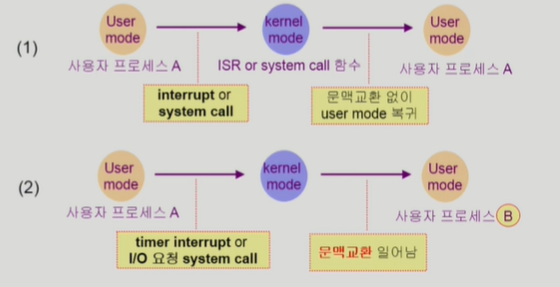 (1)
User mode
kernel mode
User mode
사용자 프로세스 A
ISR or system call 함수
사용자 프로세스 A
interrupt or
system call
문맥교환 없이
user mode 복귀
(2)
User mode
kernel mode
User mode
사용자 프로세스 A
사용자 프로세스 B
timer interrupt or
I/O 요청 system call
문맥교환 일어남